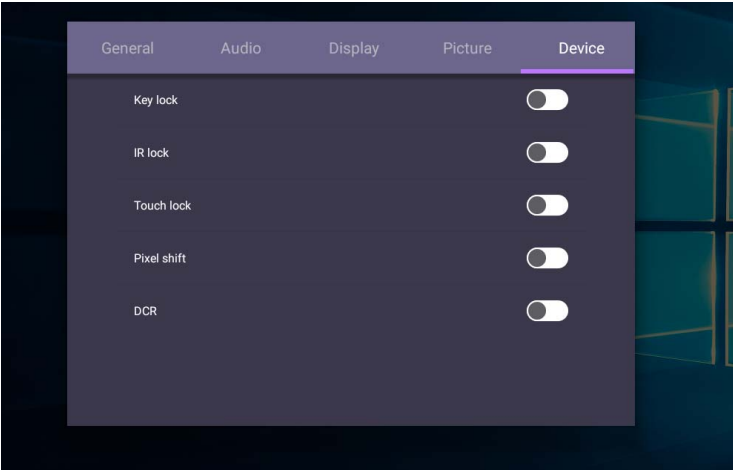 General Audio Display Picture Device
Key lock
IR lock
Touch lock
Pixel shift
DCR